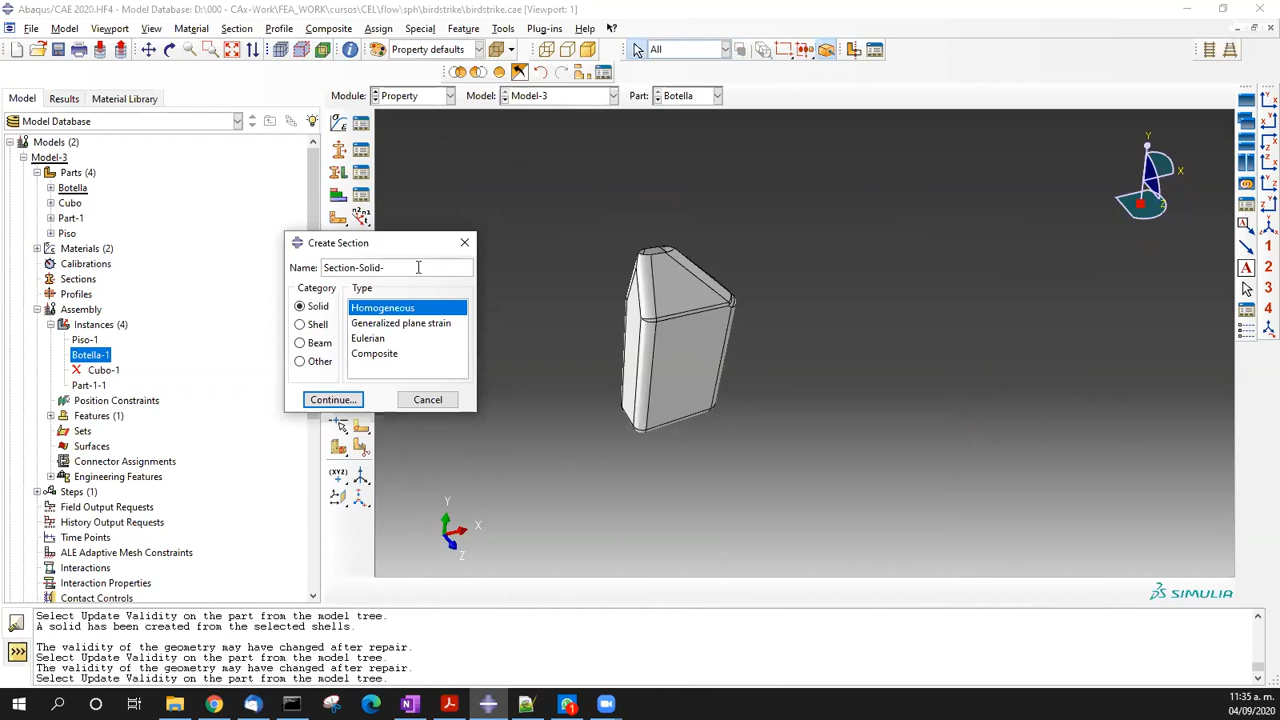 Abaqus/CAE 2020.HF4 - Model Database: D:\000 - CAx-Work\FEA_WORK\cursos\CEL\flow\sph\birdstrike\birdstrike.cae [Viewport: 1]
File Model Viewport View Material Section Profile Composite Assign Special Feature Tools Plug-ins Help
Property defaults
All
Model Results Material Library
Module: Property Model: Model-3 Part: Botella
Model Database
Models (2)
Model-3
Parts (4)
Botella
Cubo
Part-1
Piso
Materials (2)
Calibrations
Sections
Profiles
Assembly
Instances (4)
Piso-1
Botella-1
Cubo-1
Part-1-1
Position Constraints
Features (1)
Sets
Surfaces
Connector Assignments
Engineering Features
Steps (1)
Field Output Requests
History Output Requests
Time Points
ALE Adaptive Mesh Constraints
Interactions
Interaction Properties
Contact Controls
Create Section
Name: Section-Solid-
Category Type
Solid
Shell
Beam
Other
Homogeneous
Generalized plane strain
Eulerian
Composite
Continue... Cancel
(XYZ)
Y
X
Z
Y
X
Z
1
2
3
4
A
SIMULIA
Select Update Validity on the part from the model tree.
A solid has been created from the selected shells.
The validity of the geometry may have changed after repair.
Select Update Validity on the part from the model tree.
The validity of the geometry may have changed after repair.
Select Update Validity on the part from the model tree.
>>>
11:35 a. m.
04/09/2020